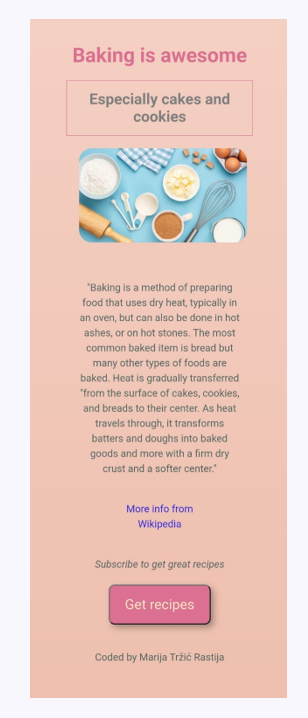 Baking is awesome
Especially cakes and
cookies
"Baking is a method of preparing
food that uses dry heat, typically in
an oven, but can also be done in hot
ashes, or on hot stones. The most
common baked item is bread but
many other types of foods are
baked. Heat is gradually transferred
"from the surface of cakes, cookies,
and breads to their center. As heat
travels through, it transforms
batters and doughs into baked
goods and more with a firm dry
crust and a softer center."
More info from
Wikipedia
Subscribe to get great recipes
Get recipes
Coded by Marija Tržić Rastija